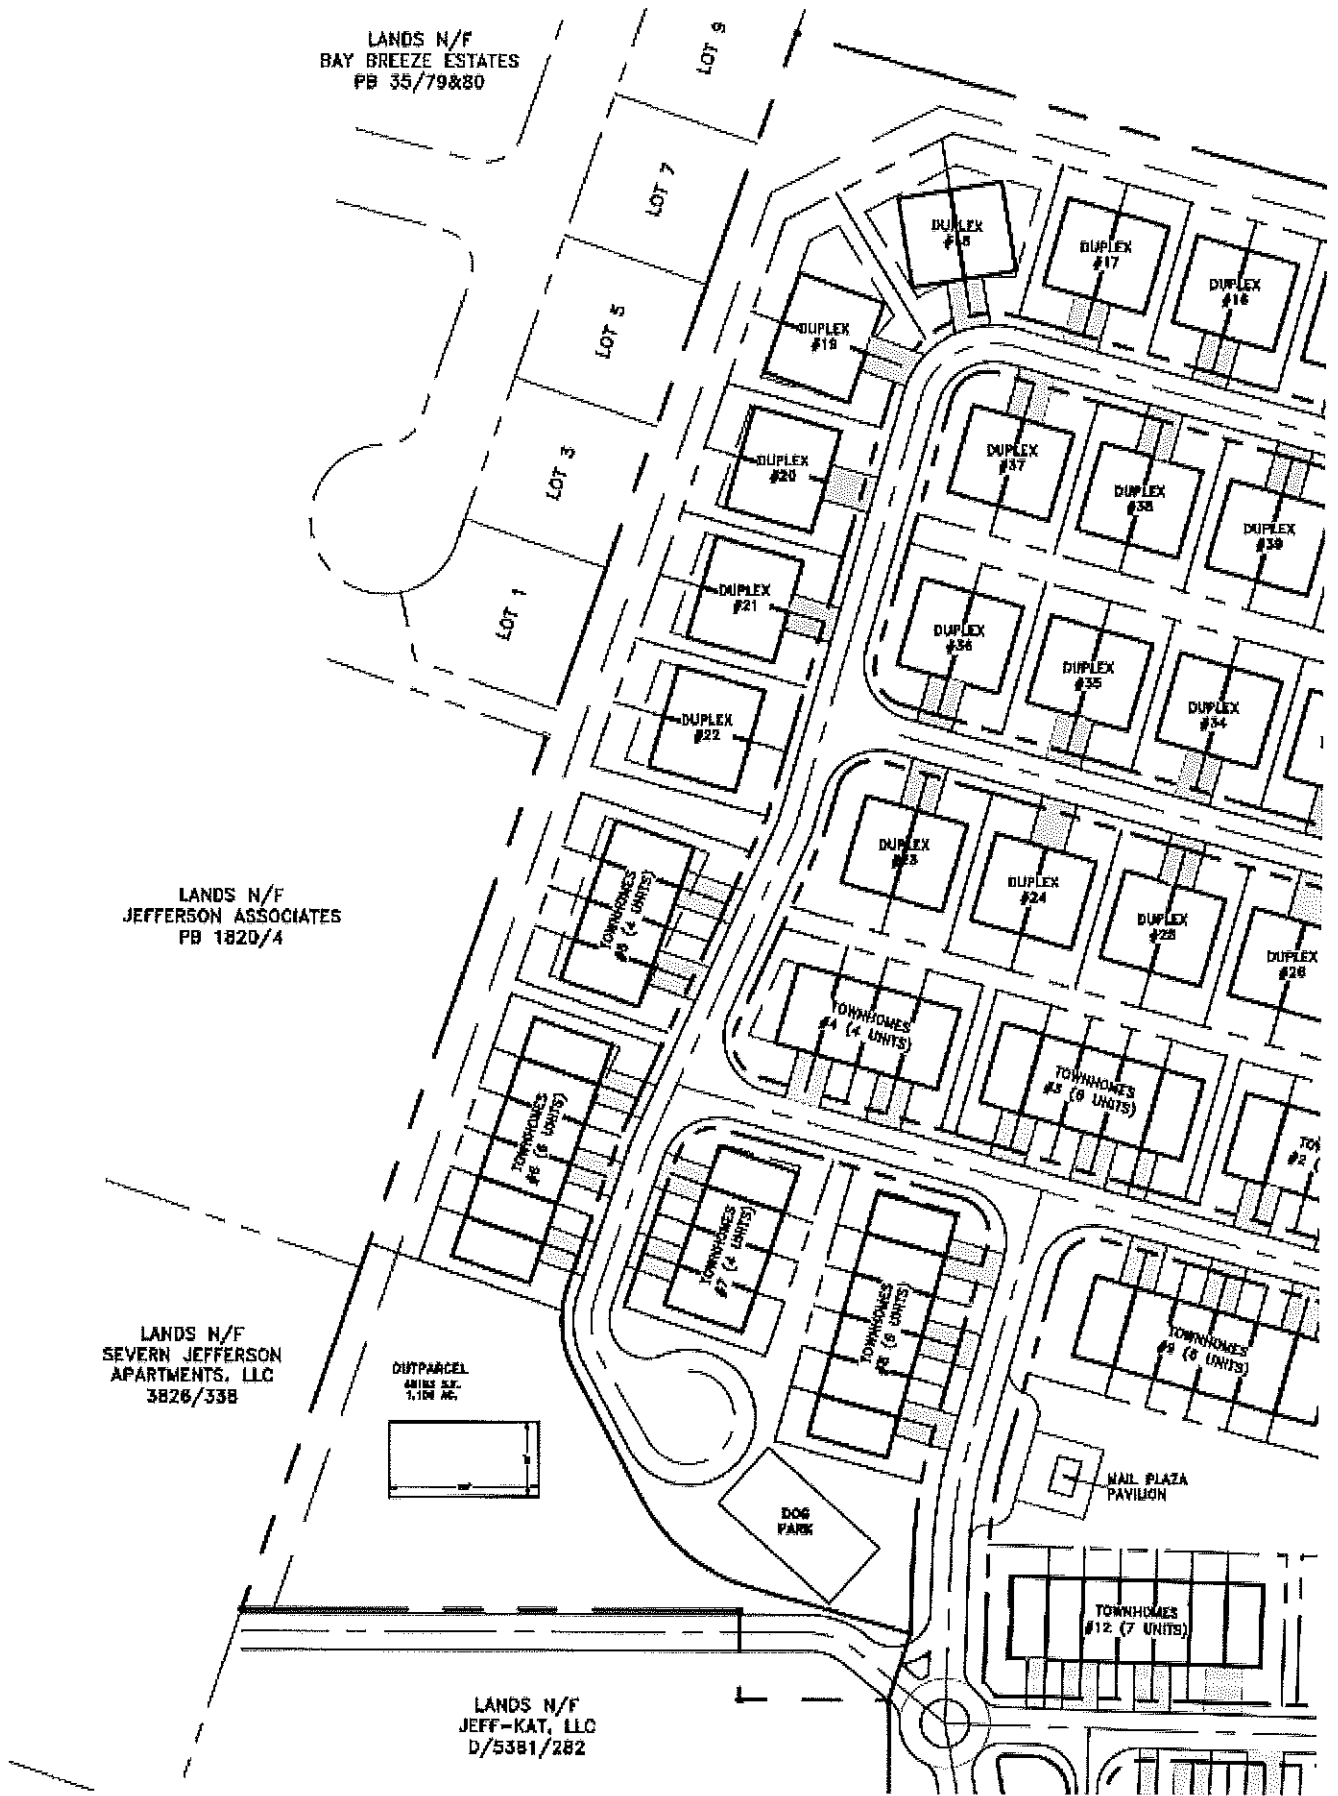 LANDS N/F
BAY BREEZE ESTATES
PB 35/79&80
LOT 9
LOT 7
LOT 5
LOT 3
LOT 1
DUPLEX
DUPLEX
#17
DUPLEX
#16
DUPLEX
#19
DUPLEX
#20
DUPLEX
#21
DUPLEX
#22
DUPLEX
#37
DUPLEX
#38
DUPLEX
#39
DUPLEX
#36
DUPLEX
#35
DUPLEX
#34
DUPLEX
#23
DUPLEX
#24
DUPLEX
#25
DUPLEX
#26
LANDS N/F
JEFFERSON ASSOCIATES
PB 1820/4
TOWNHOMES
#5 (4 UNITS)
TOWNHOMES
#4 (4 UNITS)
TOWNHOMES
#3 (6 UNITS)
#2
TOWNHOMES
#6 (6 UNITS)
TOWNHOMES
#7 (4 UNITS)
TOWNHOMES
#8 (6 UNITS)
TOWNHOMES
#9 (6 UNITS)
LANDS N/F
SEVERN JEFFERSON
APARTMENTS, LLC
3826/338
OUTPARCEL
MAIL PLAZA
PAVILION
DOG
PARK
TOWNHOMES
#12 (7 UNITS)
LANDS N/F
JEFF-KAT, LLC
D/5381/282